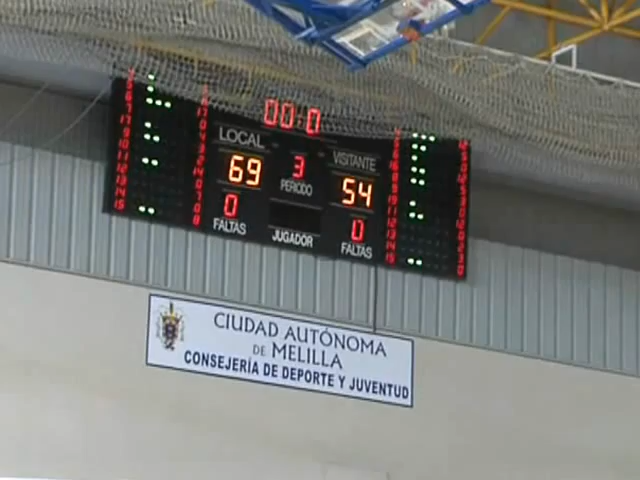 00:0
LOCAL
VISITANTE
69
3
54
PERIODO
0
0
FALTAS
JUGADOR
FALTAS
CIUDAD AUTÓNOMA
DE MELILLA
CONSEJERÍA DE DEPORTE Y JUVENTUD